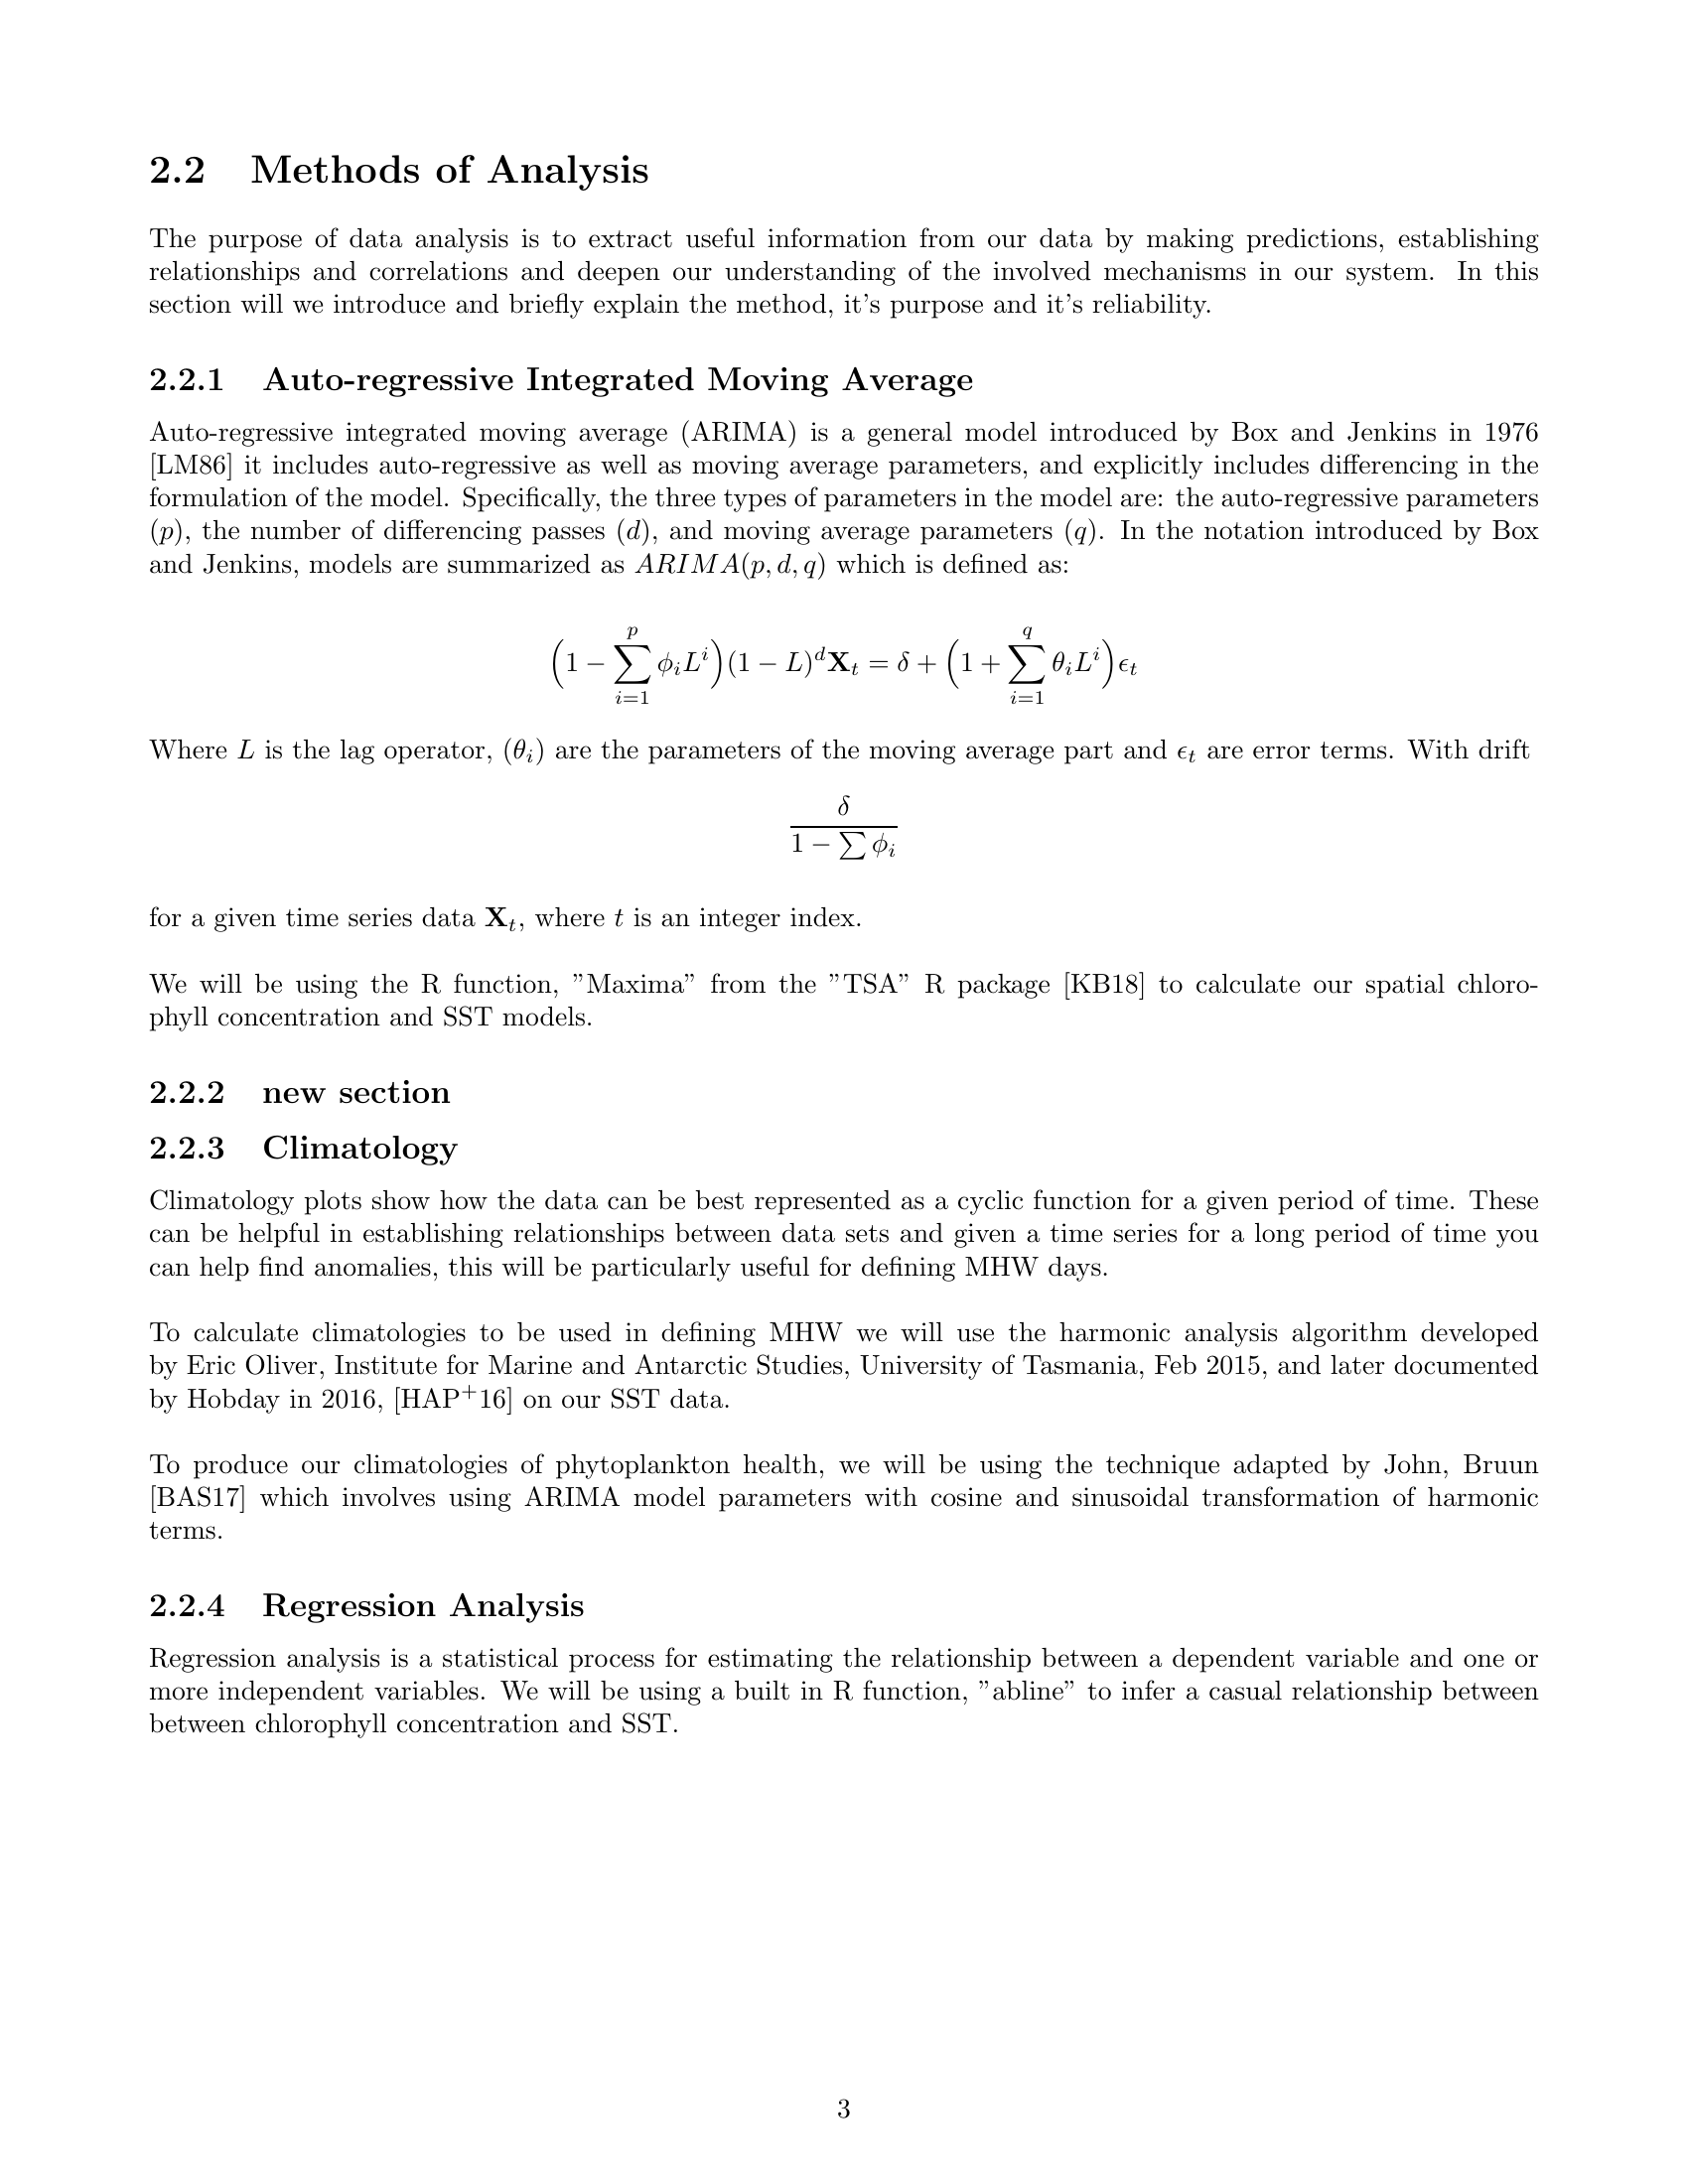 2.2 Methods of Analysis
The purpose of data analysis is to extract useful information from our data by making predictions, establishing
relationships and correlations and deepen our understanding of the involved mechanisms in our system. In this
section will we introduce and briefly explain the method, it's purpose and it's reliability.
2.2.1 Auto-regressive Integrated Moving Average
Auto-regressive integrated moving average (ARIMA) is a general model introduced by Box and Jenkins in 1976
[LM86] it includes auto-regressive as well as moving average parameters, and explicitly includes differencing in the
formulation of the model. Specifically, the three types of parameters in the model are: the auto-regressive parameters
(p), the number of differencing passes (d), and moving average parameters (q). In the notation introduced by Box
and Jenkins, models are summarized as ARIMA(p, d, q) which is defined as:
$$\left(1 - \sum_{i=1}^{p} \phi_i L^i\right)(1 - L)^d \mathbf{X}_t = \delta + \left(1 + \sum_{i=1}^{q} \theta_i L^i\right)\epsilon_t$$
Where L is the lag operator, (θ_i) are the parameters of the moving average part and ϵ_t are error terms. With drift
$$\frac{\delta}{1 - \sum \phi_i}$$
for a given time series data X_t, where t is an integer index.
We will be using the R function, ”Maxima” from the ”TSA” R package [KB18] to calculate our spatial chloro-
phyll concentration and SST models.
2.2.2 new section
2.2.3 Climatology
Climatology plots show how the data can be best represented as a cyclic function for a given period of time. These
can be helpful in establishing relationships between data sets and given a time series for a long period of time you
can help find anomalies, this will be particularly useful for defining MHW days.
To calculate climatologies to be used in defining MHW we will use the harmonic analysis algorithm developed
by Eric Oliver, Institute for Marine and Antarctic Studies, University of Tasmania, Feb 2015, and later documented
by Hobday in 2016, [HAP⁺16] on our SST data.
To produce our climatologies of phytoplankton health, we will be using the technique adapted by John, Bruun
[BAS17] which involves using ARIMA model parameters with cosine and sinusoidal transformation of harmonic
terms.
2.2.4 Regression Analysis
Regression analysis is a statistical process for estimating the relationship between a dependent variable and one or
more independent variables. We will be using a built in R function, ”abline” to infer a casual relationship between
between chlorophyll concentration and SST.
3